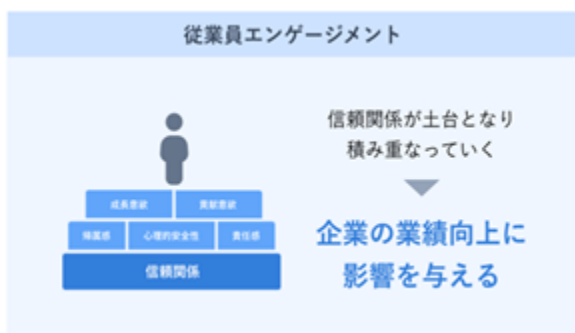 従業員エンゲージメント
信頼関係が土台となり
積み重なっていく
企業の業績向上に
影響を与える
成長意欲
貢献意欲
帰属感
心理的安全性
責任感
信頼関係